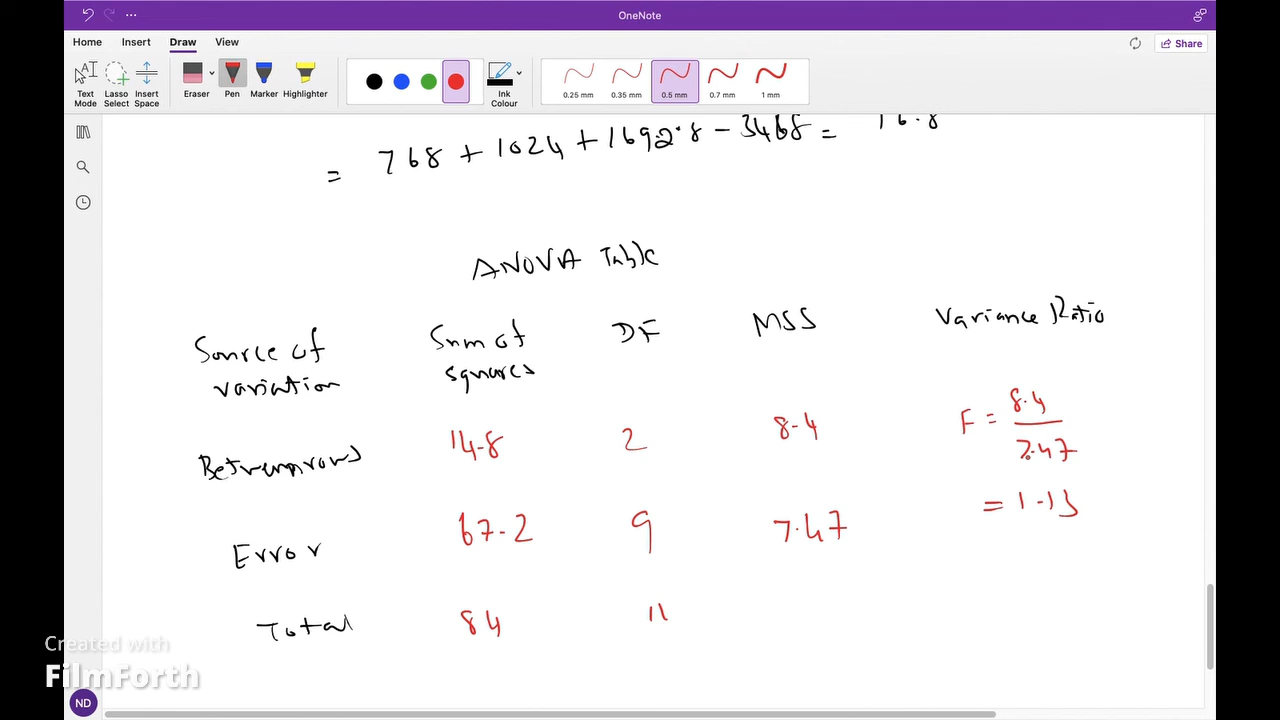 OneNote
Home Insert Draw View
Share
Text Mode
Lasso Select
Insert Space
Eraser
Pen
Marker
Highlighter
Ink Colour
0.25 mm
0.35 mm
0.5 mm
0.7 mm
1 mm
= 768 + 1024 + 1692.8 - 3468 = 16.8
ANOVA Table
Source of variation
Sum of squares
DF
MSS
Variance Ratio
14.8 2 8.4 F = 8.4 / 7.47
= 1.13
Error 67.2 9 7.47
Total 84 11
Created with
FilmForth
ND